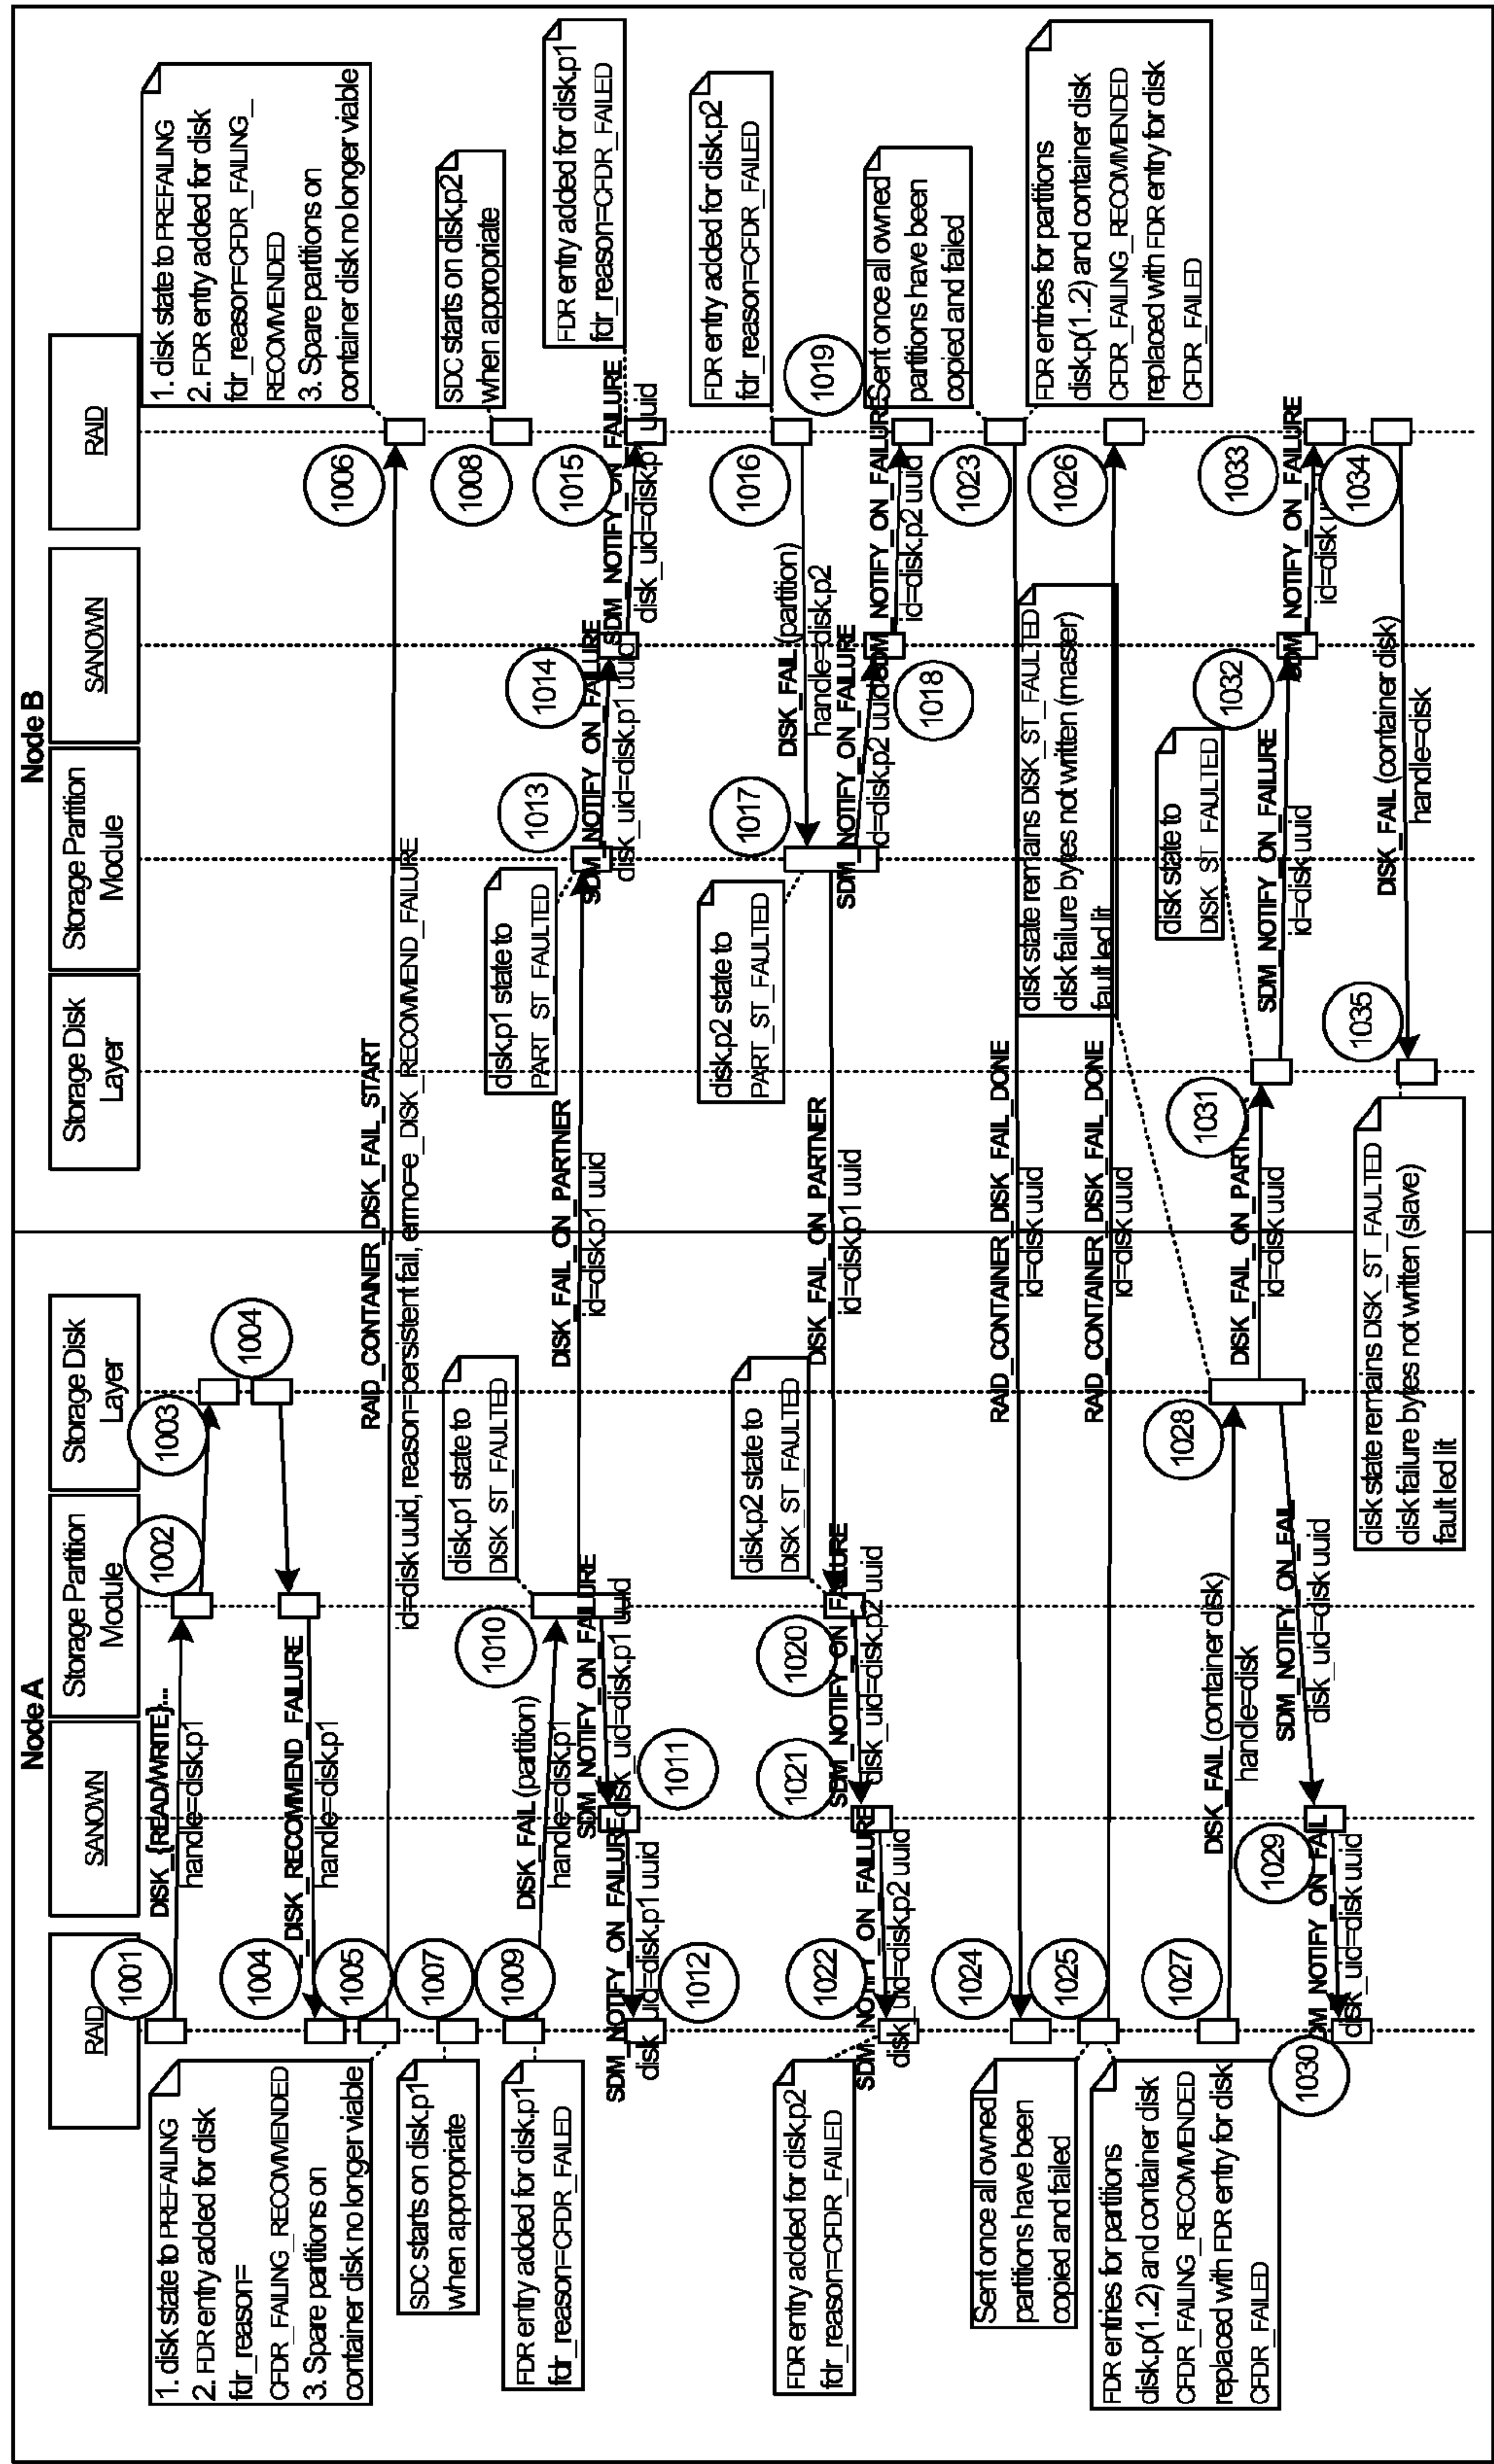 Node A
Node B
RAID
SANOWN
Storage Partition
Module
Storage Disk
Layer
Storage Disk
Layer
Storage Partition
Module
SANOWN
RAID
1001
DISK_{READ/WRITE}...
handle=disk.p1
1002
1003
1004
1004
_DISK_RECOMMEND_FAILURE
handle=disk.p1
1. disk state to PREFAILING
2. FDR entry added for disk
fdr_reason=
CFDR_FAILING_RECOMMENDED
3. Spare partitions on
container disk no longer viable
1005
RAID_CONTAINER_DISK_FAIL_START
id=disk uuid, reason=persistent fail, errno=e_DISK_RECOMMEND_FAILURE
1006
1. disk state to PREFAILING
2. FDR entry added for disk
fdr_reason=CFDR_FAILING_
RECOMMENDED
3. Spare partitions on
container disk no longer viable
SDC starts on disk.p1
when appropriate
1007
1008
SDC starts on disk.p2
when appropriate
FDR entry added for disk.p1
fdr_reason=CFDR_FAILED
1009
DISK_FAIL (partition)
handle=disk.p1
1010
disk.p1 state to
DISK_ST_FAULTED
DISK_FAIL_ON_PARTNER
id=disk.p1 uuid
disk.p1 state to
PART_ST_FAULTED
SDM_NOTIFY_ON_FAILURE
disk_uid=disk.p1 uuid
1011
SDM_NOTIFY_ON_FAILURE
disk_uid=disk.p1 uuid
1012
1013
SDM_NOTIFY_ON_FAILURE
disk_uid=disk.p1 uuid
1014
SDM_NOTIFY_ON_FAILURE
disk_uid=disk.p1 uuid
1015
FDR entry added for disk.p1
fdr_reason=CFDR_FAILED
FDR entry added for disk.p2
fdr_reason=CFDR_FAILED
1016
DISK_FAIL (partition)
handle=disk.p2
1017
disk.p2 state to
PART_ST_FAULTED
SDM_NOTIFY_ON_FAILURE
id=disk.p2 uuid
1018
SDM_NOTIFY_ON_FAILURE
id=disk.p2 uuid
1019
DISK_FAIL_ON_PARTNER
id=disk.p1 uuid
disk.p2 state to
DISK_ST_FAULTED
1020
SDM_NOTIFY_ON_FAILURE
disk_uid=disk.p2 uuid
1021
SDM_NOTIFY_ON_FAILURE
disk_uid=disk.p2 uuid
1022
FDR entry added for disk.p2
fdr_reason=CFDR_FAILED
Sent once all owned
partitions have been
copied and failed
1023
RAID_CONTAINER_DISK_FAIL_DONE
id=disk uuid
1024
Sent once all owned
partitions have been
copied and failed
1025
RAID_CONTAINER_DISK_FAIL_DONE
id=disk uuid
1026
FDR entries for partitions
disk.p(1..2) and container disk
CFDR_FAILING_RECOMMENDED
replaced with FDR entry for disk
CFDR_FAILED
FDR entries for partitions
disk.p(1..2) and container disk
CFDR_FAILING_RECOMMENDED
replaced with FDR entry for disk
CFDR_FAILED
disk state remains DISK_ST_FAULTED
disk failure bytes not written (master)
fault led lit
1027
DISK_FAIL (container disk)
handle=disk
1028
SDM_NOTIFY_ON_FAIL
disk_uid=disk uuid
1029
disk_uid=disk uuid
1030
DISK_FAIL_ON_PARTN
id=disk uuid
1031
disk state to
DISK_ST_FAULTED
SDM_NOTIFY_ON_FAILURE
id=disk uuid
1032
SDM_NOTIFY_ON_FAILURE
id=disk
1033
1034
DISK_FAIL (container disk)
handle=disk
1035
disk state remains DISK_ST_FAULTED
disk failure bytes not written (slave)
fault led lit